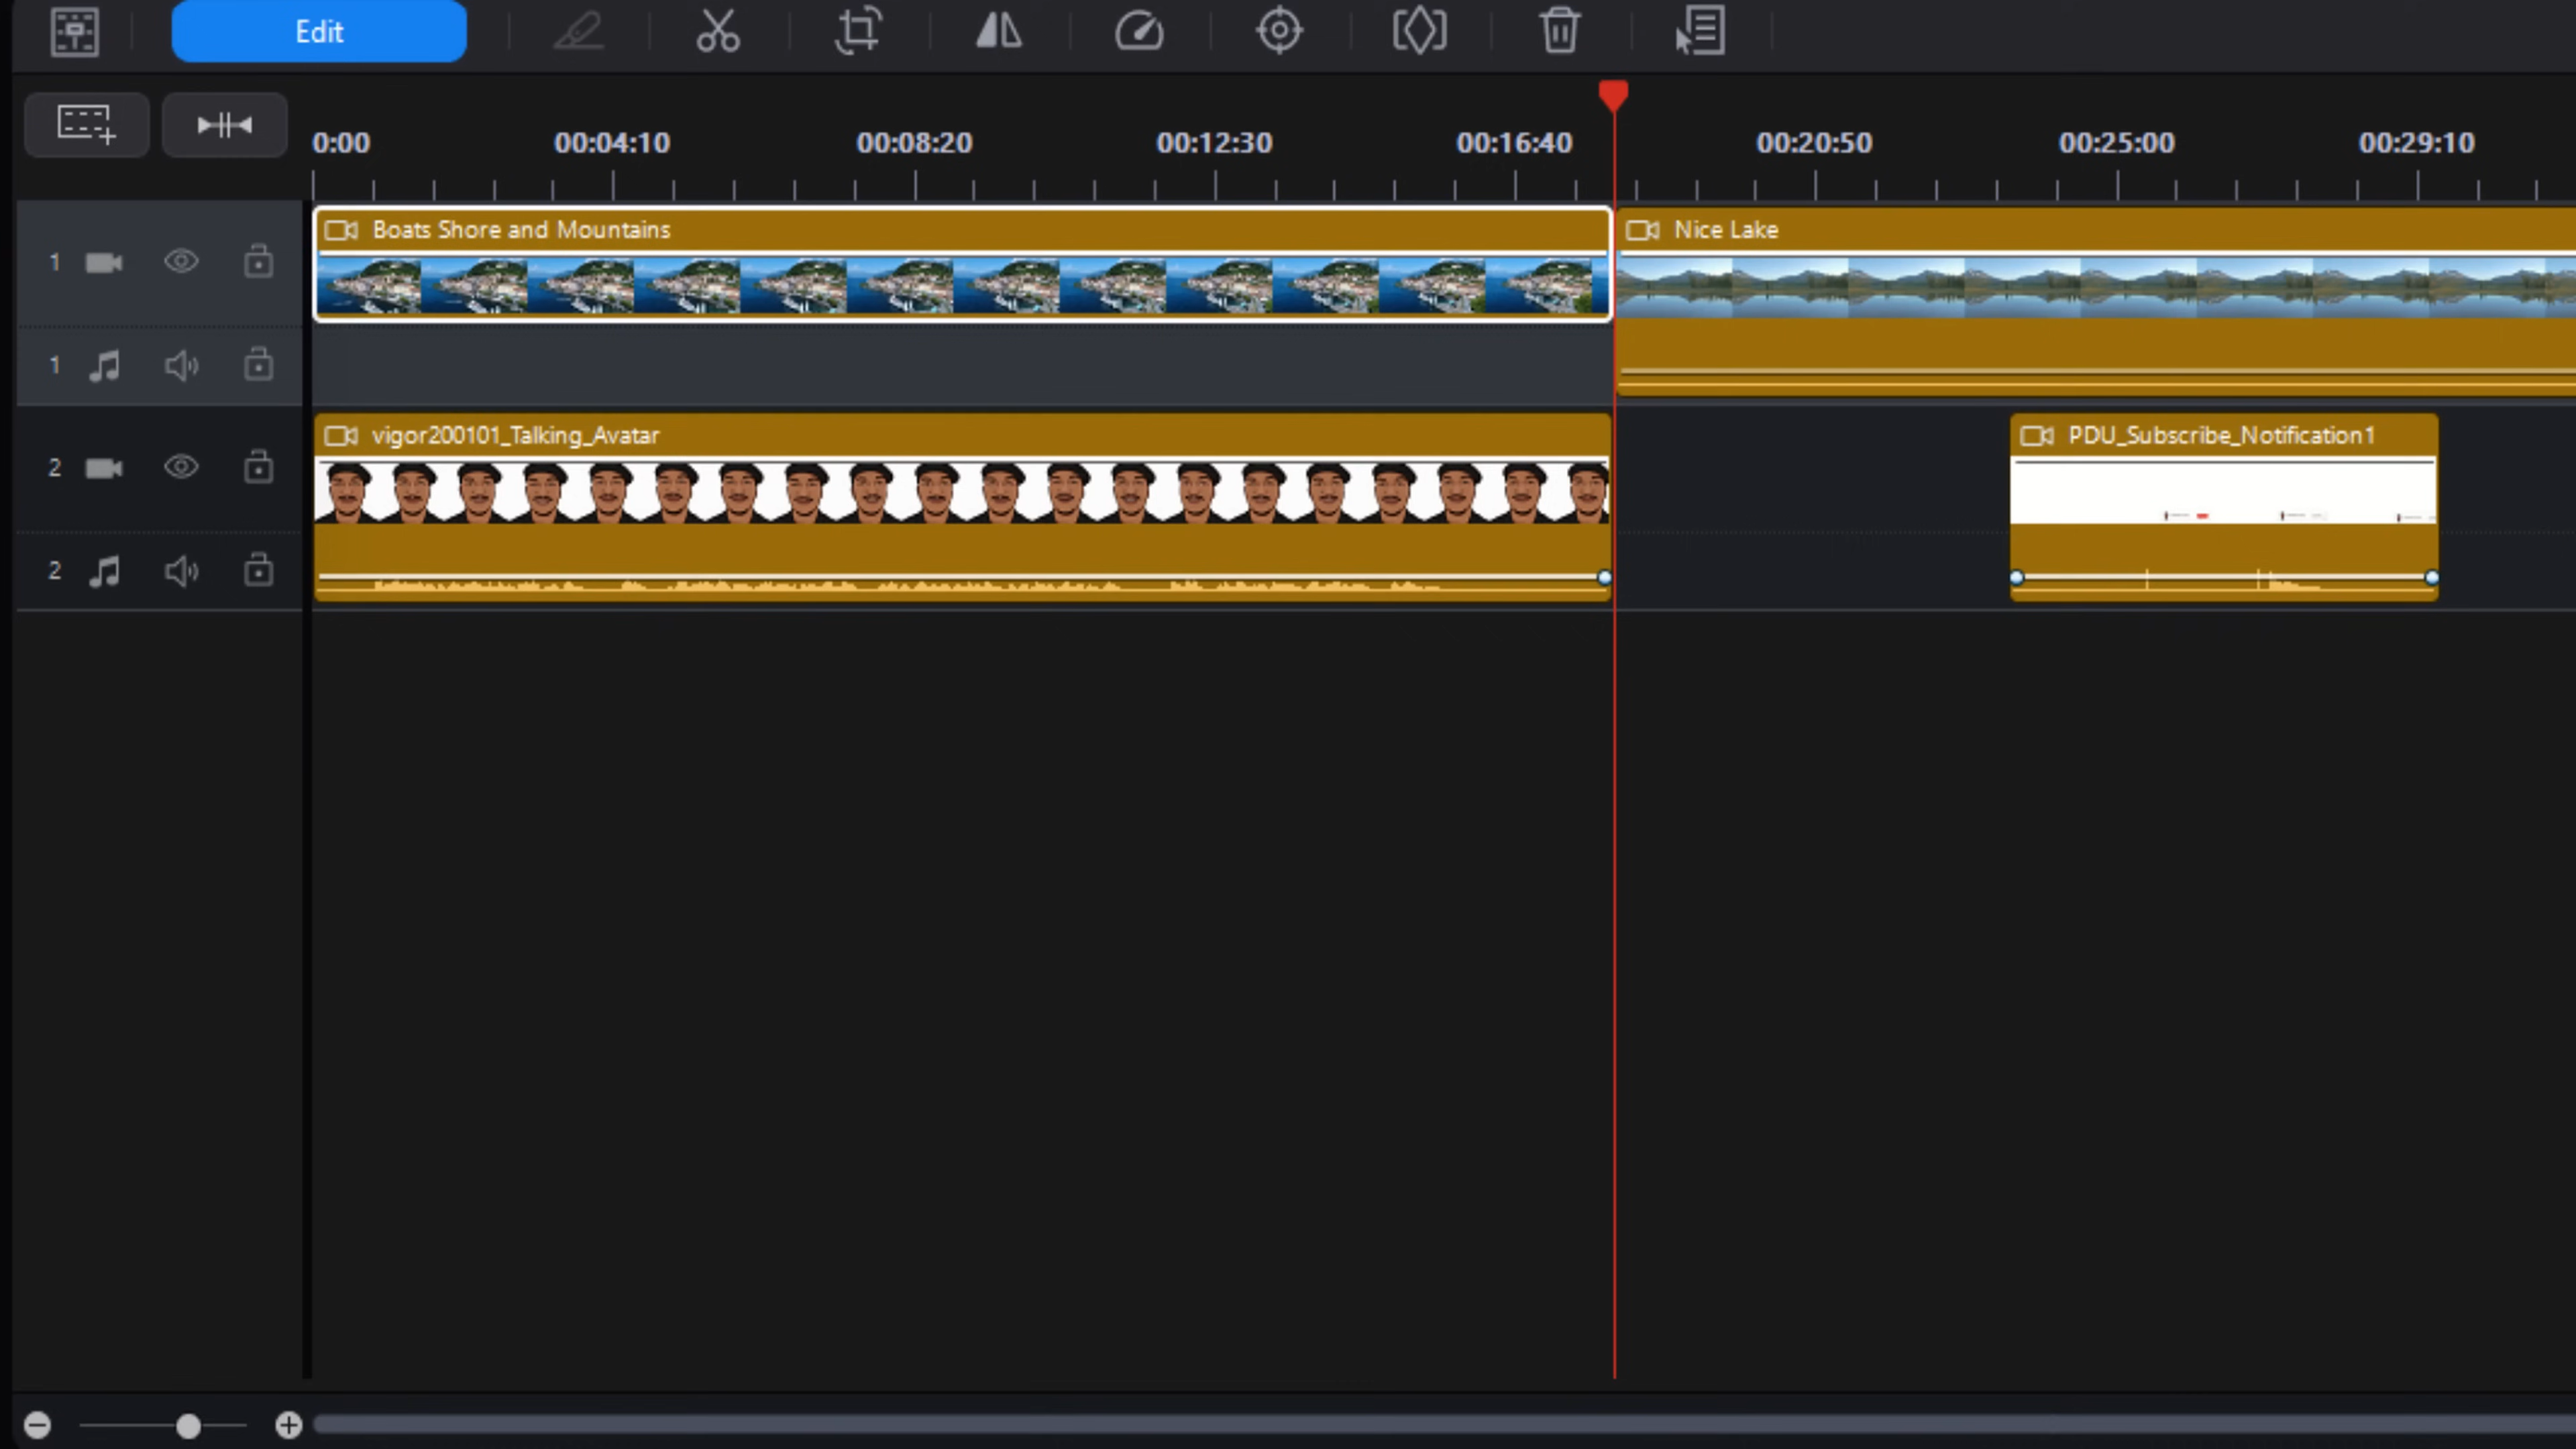 Edit
0:00 00:04:10 00:08:20 00:12:30 00:16:40 00:20:50 00:25:00 00:29:10
Boats Shore and Mountains Nice Lake
1
1
vigor200101_Talking_Avatar PDU_Subscribe_Notification1
2
2